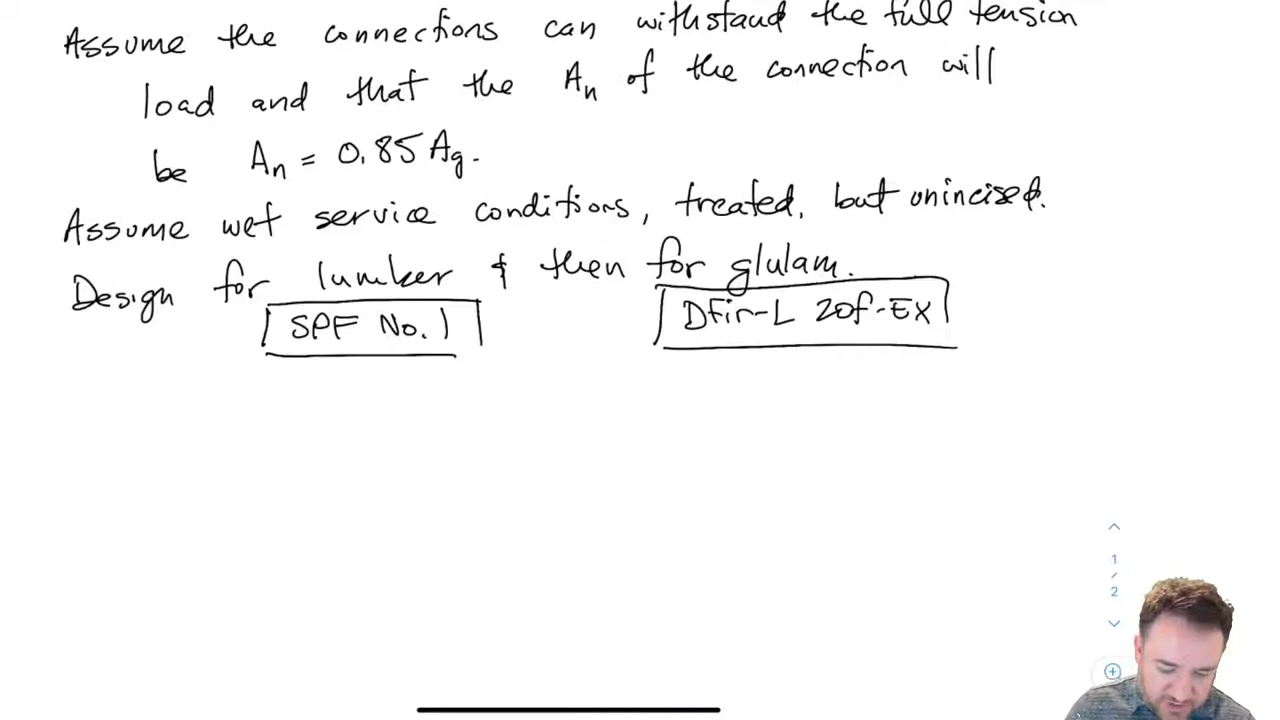 Assume the connections can withstand the full tension
load and that the An of the connection will
be An = 0.85 Ag.
Assume wet service conditions, treated, but unincised.
Design for lumber & then for glulam.
SPF No. 1 DFir-L 20f-EX
1
/
2